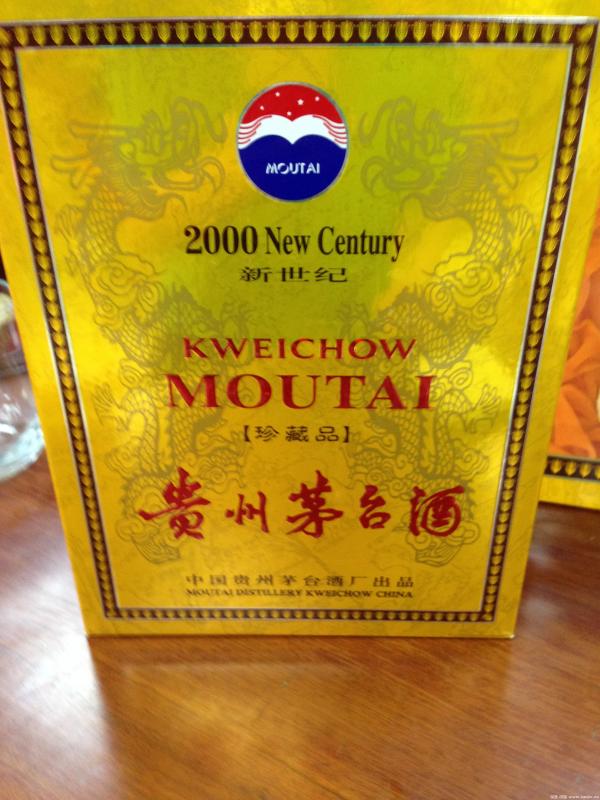 MOUTAI
2000 New Century
新世纪
KWEICHOW
MOUTAI
【珍藏品】
贵州茅台酒
中国贵州茅台酒厂出品
MOUTAI DISTILLERY KWEICHOW CHINA